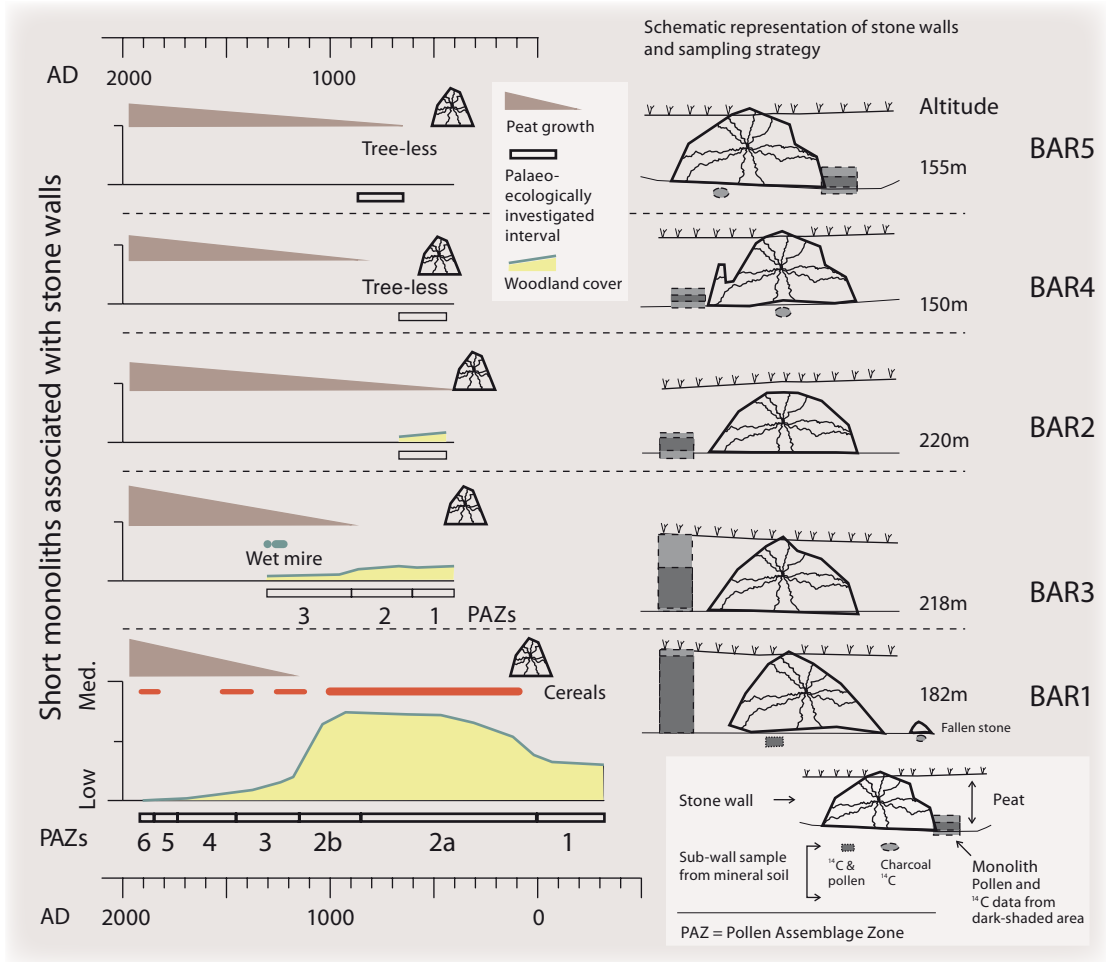 Schematic representation of stone walls
and sampling strategy
AD
2000
1000
0
Short monoliths associated with stone walls
Peat growth
Palaeo-
ecologically
investigated
interval
Woodland cover
Altitude
Tree-less
155m
BAR5
Tree-less
150m
BAR4
220m
BAR2
Wet mire
3
2
1
PAZs
218m
BAR3
Med.
Low
Cereals
182m
BAR1
Fallen stone
PAZs
6
5
4
3
2b
2a
1
AD
2000
1000
0
Stone wall
Peat
Sub-wall sample
from mineral soil
¹⁴C &
pollen
Charcoal
¹⁴C
Monolith
Pollen and
¹⁴C data from
dark-shaded area
PAZ = Pollen Assemblage Zone